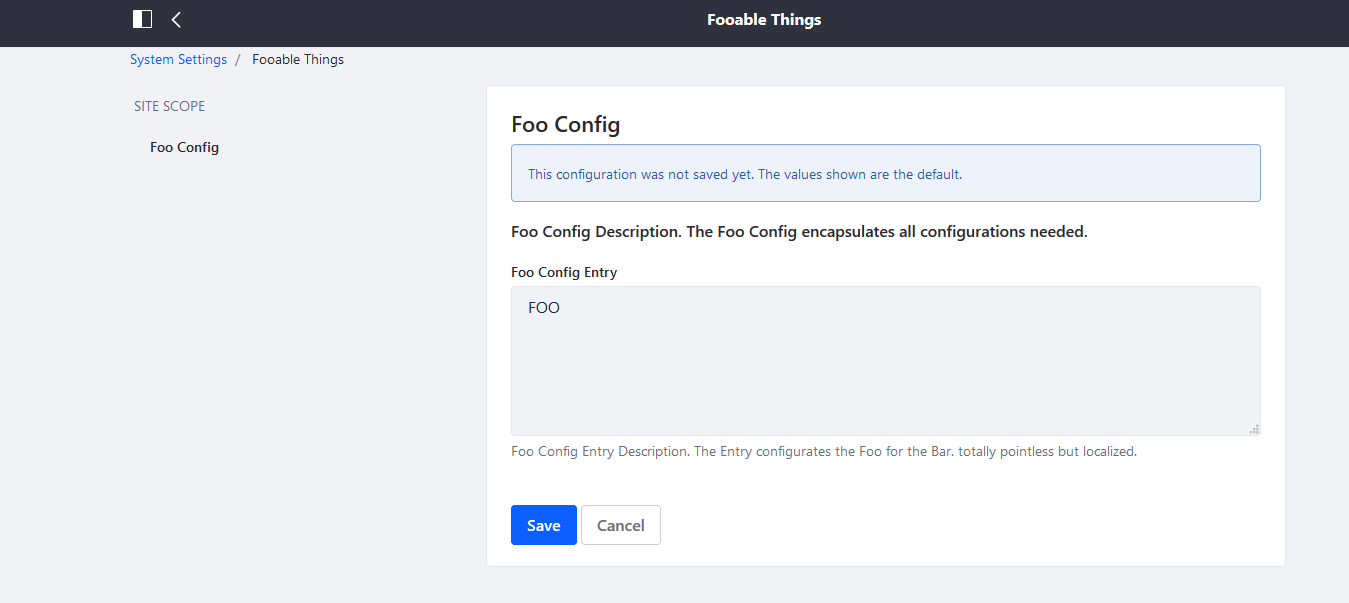 Fooable Things
System Settings / Fooable Things
SITE SCOPE
Foo Config
Foo Config
This configuration was not saved yet. The values shown are the default.
Foo Config Description. The Foo Config encapsulates all configurations needed.
Foo Config Entry
FOO
Foo Config Entry Description. The Entry configurates the Foo for the Bar. totally pointless but localized.
Save Cancel